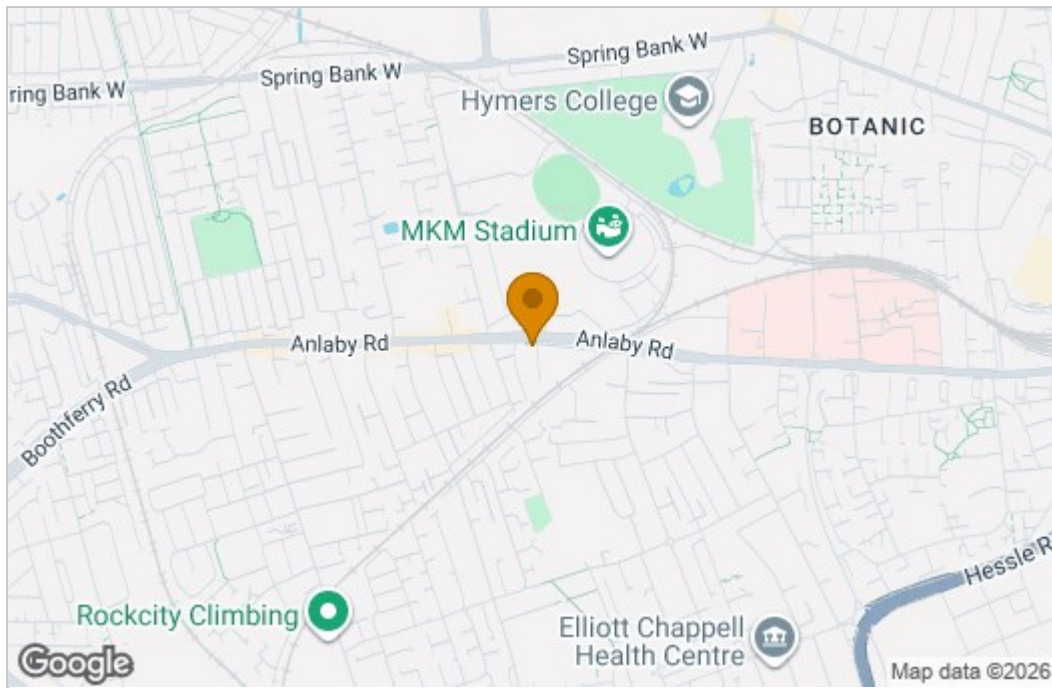 Spring Bank W
Spring Bank W
ring Bank W
Hymers College
BOTANIC
MKM Stadium
Anlaby Rd
Anlaby Rd
Boothferry Rd
Hessle R
Rockcity Climbing
Elliott Chappell
Health Centre
Google
Map data ©2026